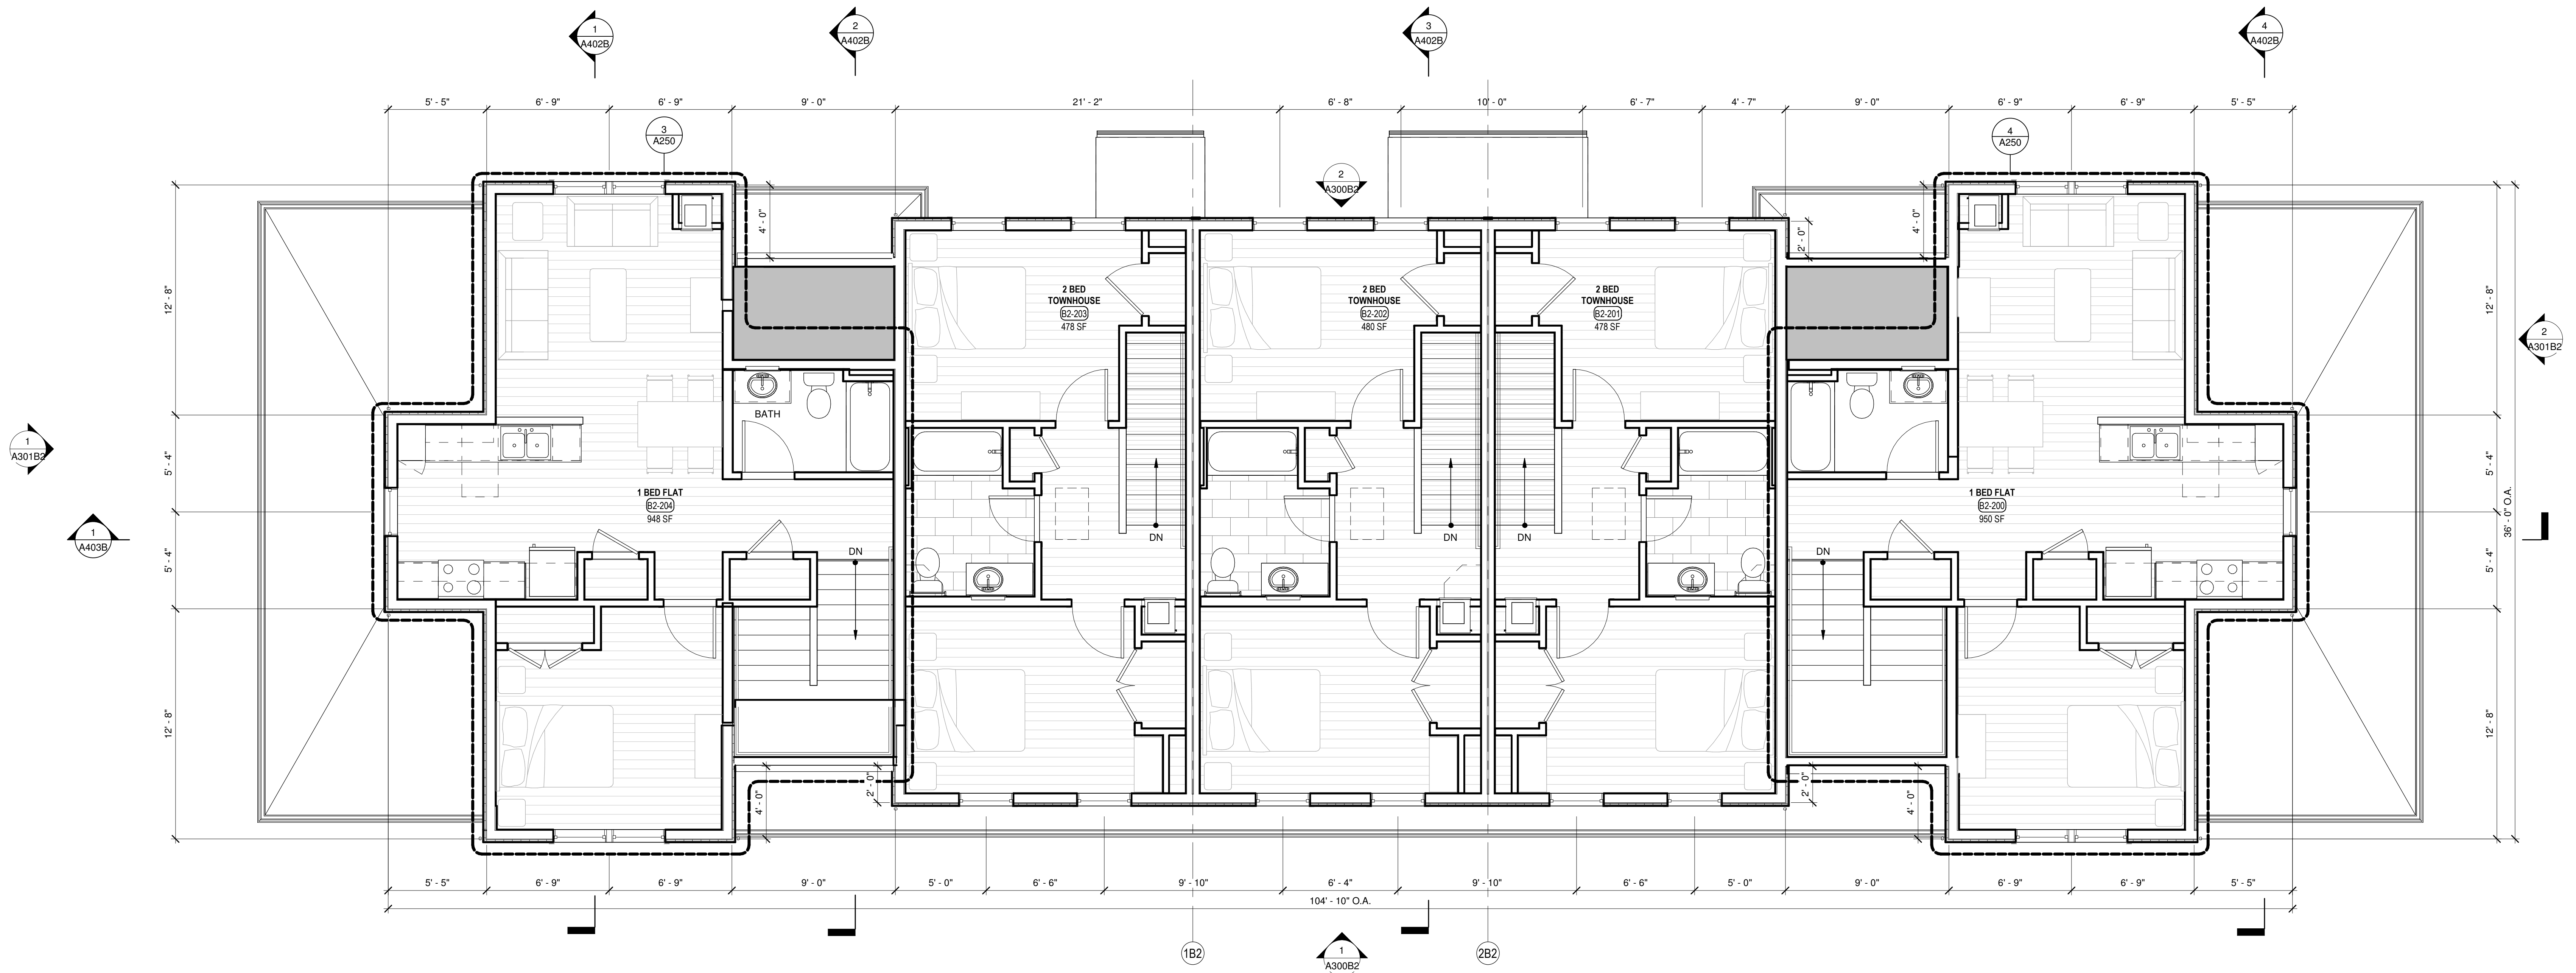 1
A402B
2
A402B
3
A402B
4
A402B
5' - 5"
6' - 9"
6' - 9"
9' - 0"
21' - 2"
6' - 8"
10' - 0"
6' - 7"
4' - 7"
9' - 0"
6' - 9"
6' - 9"
5' - 5"
3
A250
4
A250
2
A300B2
4' - 0"
2' - 0"
4' - 0"
12' - 8"
12' - 8"
2 BED
TOWNHOUSE
B2-203
478 SF
2 BED
TOWNHOUSE
B2-202
480 SF
2 BED
TOWNHOUSE
B2-201
478 SF
2
A301B2
BATH
1
A301B2
5' - 4"
5' - 4"
1 BED FLAT
B2-204
948 SF
1 BED FLAT
B2-200
950 SF
36' - 0" O.A.
1
A403B
DN
DN
DN
DN
DN
5' - 4"
5' - 4"
12' - 8"
12' - 8"
4' - 0"
2' - 0"
2' - 0"
4' - 0"
5' - 5"
6' - 9"
6' - 9"
9' - 0"
5' - 0"
6' - 6"
9' - 10"
6' - 4"
9' - 10"
6' - 6"
5' - 0"
9' - 0"
6' - 9"
6' - 9"
5' - 5"
104' - 10" O.A.
1B2
2B2
1
A300B2